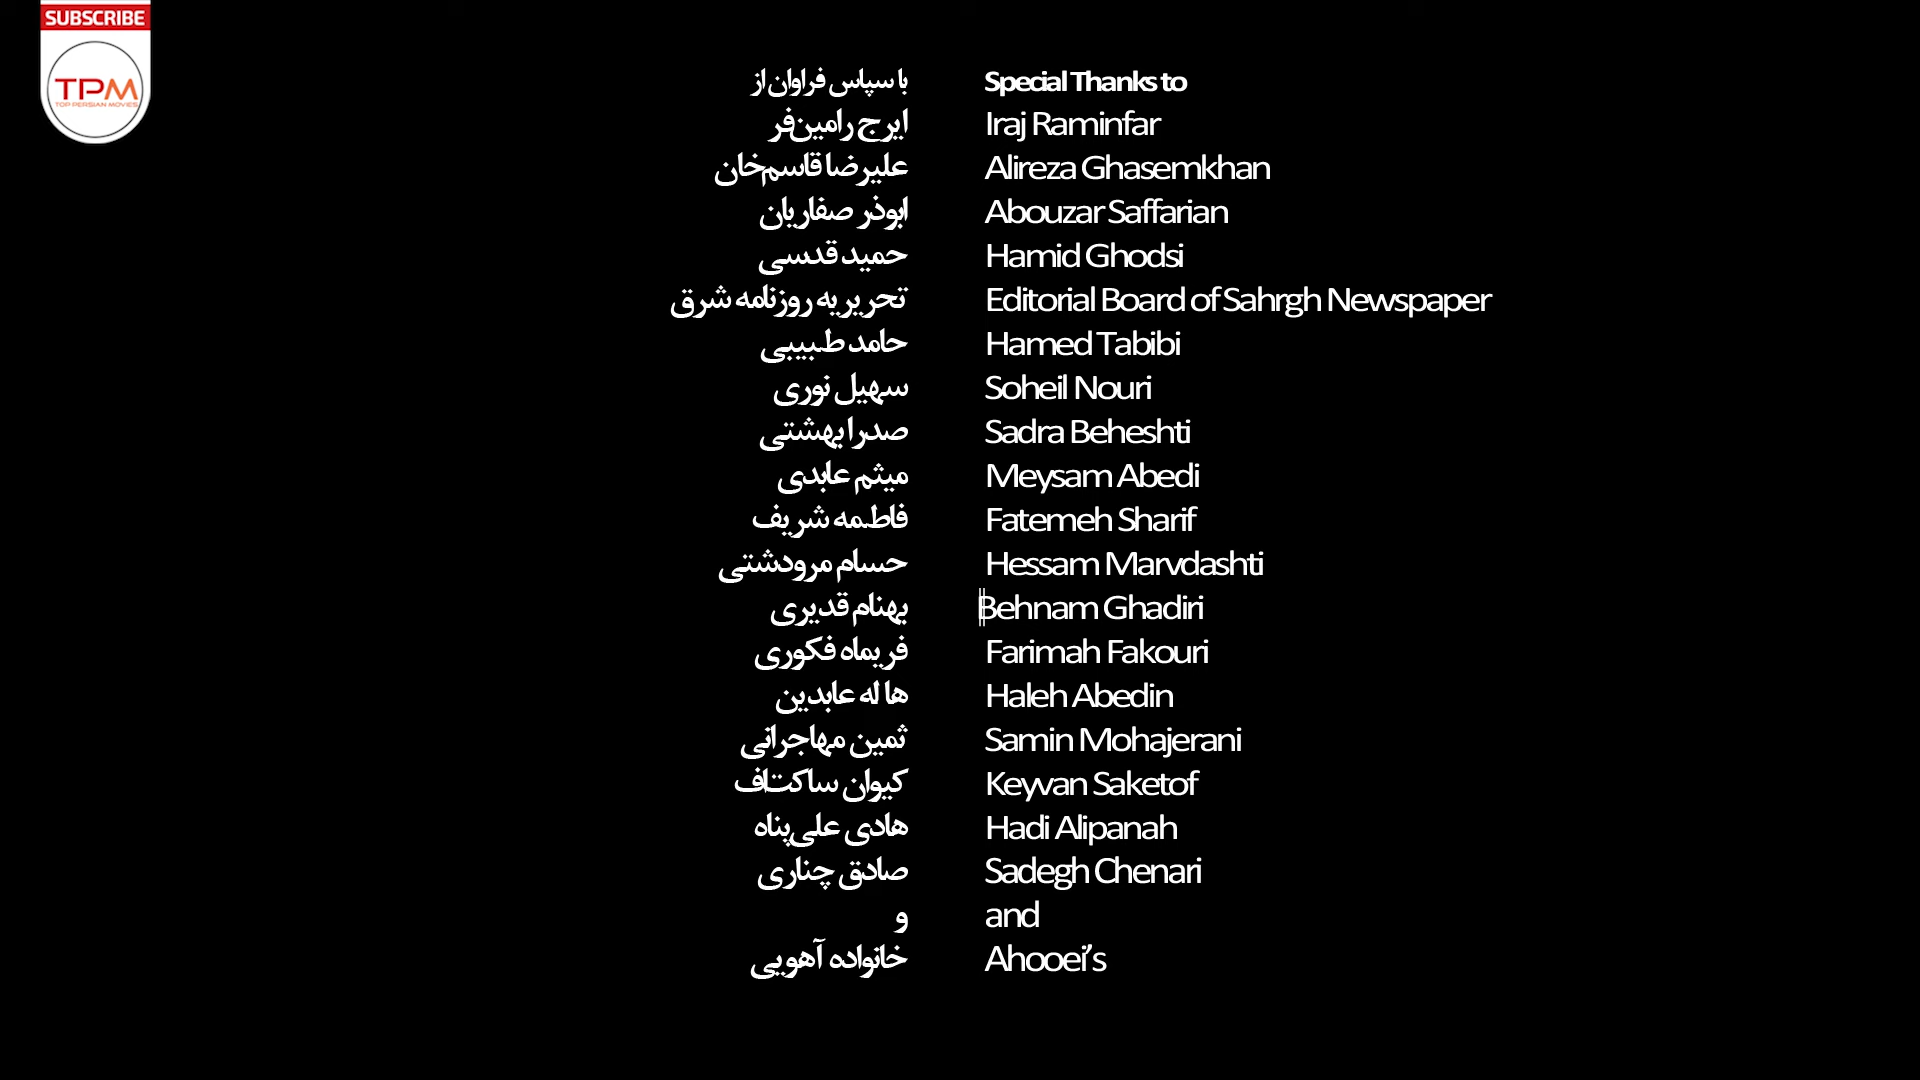 SUBSCRIBE
TPM
TOP PERSIAN MOVIES
با سپاس فراوان از Special Thanks to
ایرج رامین‌فر Iraj Raminfar
علیرضا قاسم‌خان Alireza Ghasemkhan
ابوذر صفاریان Abouzar Saffarian
حمید قدسی Hamid Ghodsi
تحریریه روزنامه شرق Editorial Board of Sahrgh Newspaper
حامد طبیبی Hamed Tabibi
سهیل نوری Soheil Nouri
صدرا بهشتی Sadra Beheshti
میثم عابدی Meysam Abedi
فاطمه شریف Fatemeh Sharif
حسام مرودشتی Hessam Marvdashti
بهنام قدیری Behnam Ghadiri
فریماه فکوری Farimah Fakouri
هاله عابدین Haleh Abedin
ثمین مهاجرانی Samin Mohajerani
کیوان ساکت‌اف Keyvan Saketof
هادی علی‌پناه Hadi Alipanah
صادق چناری Sadegh Chenari
و and
خانواده آهویی Ahooei's